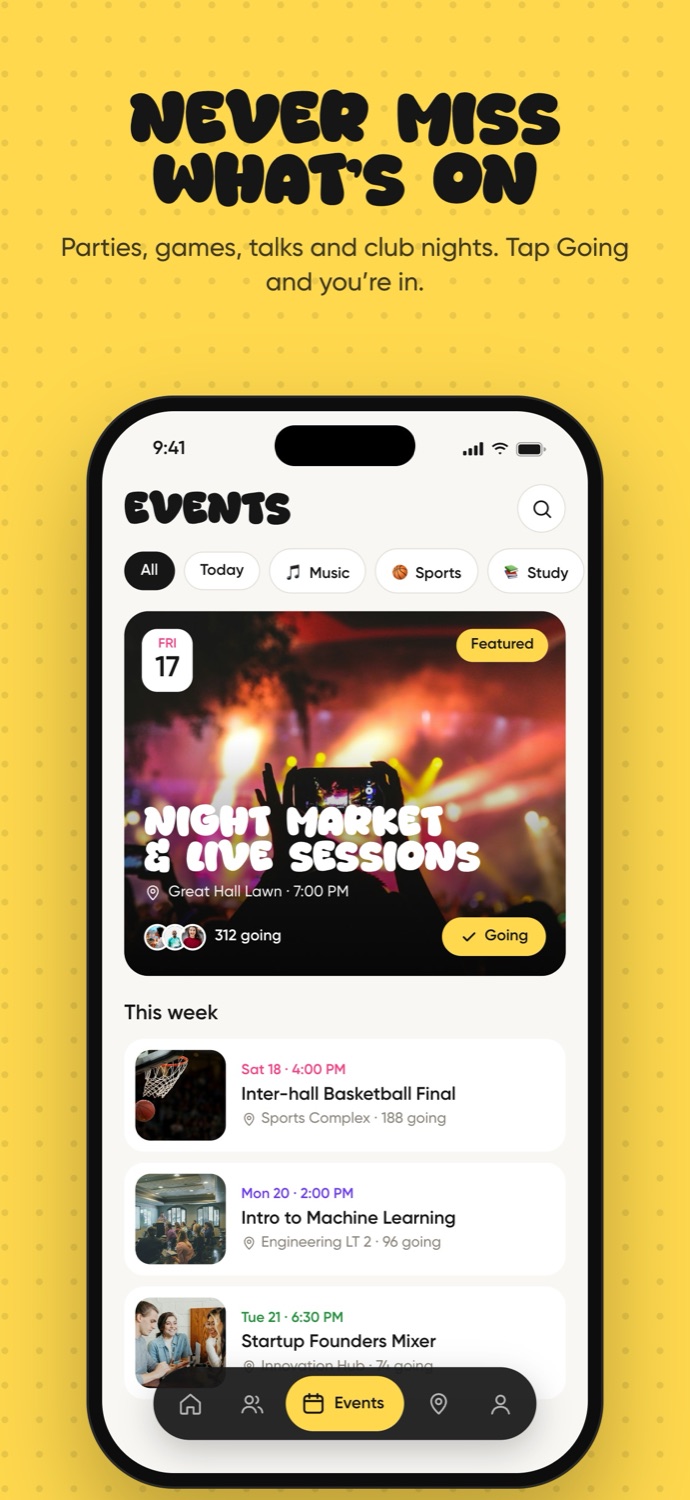 NEVER MISS
WHAT'S ON
Parties, games, talks and club nights. Tap Going
and you're in.
9:41
EVENTS
All
Today
Music
Sports
Study
FRI
17
Featured
NIGHT MARKET
& LIVE SESSIONS
Great Hall Lawn · 7:00 PM
312 going
Going
This week
Sat 18 · 4:00 PM
Inter-hall Basketball Final
Sports Complex · 188 going
Mon 20 · 2:00 PM
Intro to Machine Learning
Engineering LT 2 · 96 going
Tue 21 · 6:30 PM
Startup Founders Mixer
Innovation Hub · 74 going
Events